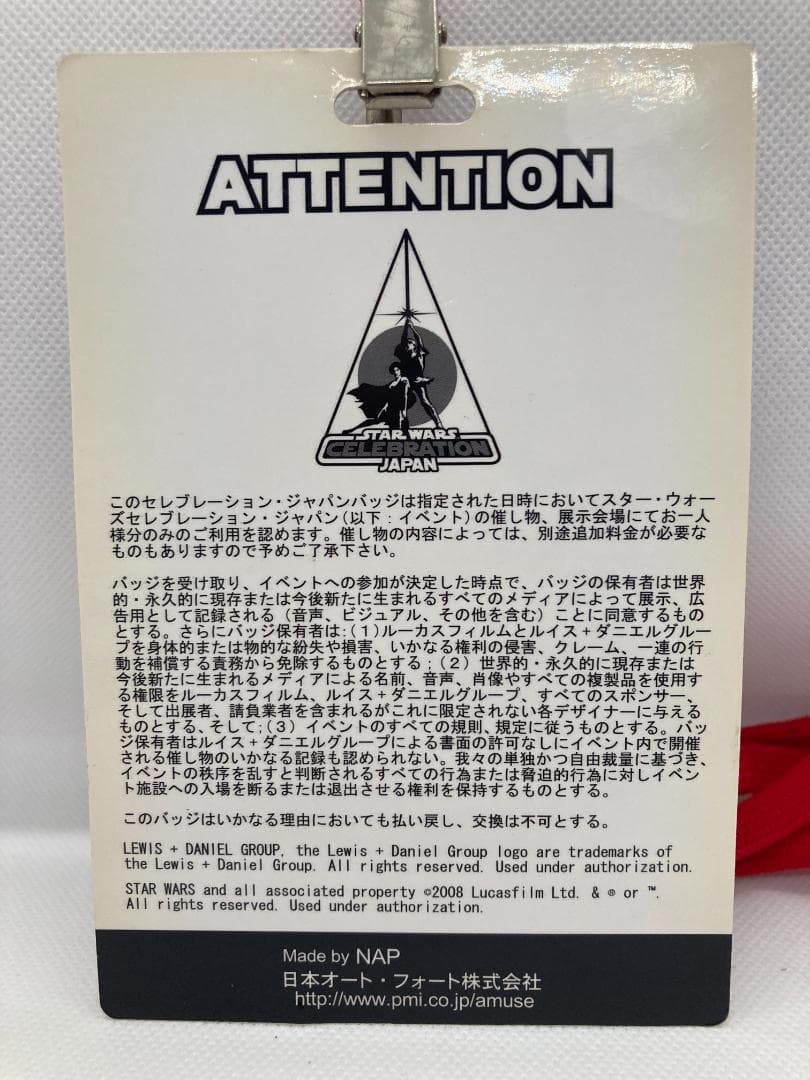 ATTENTION
STAR WARS
CELEBRATION
JAPAN
このセレブレーション・ジャパンバッジは指定された日時においてスター・ウォー
ズセレブレーション・ジャパン(以下:イベント)の催し物、展示会場にてお一人
様分のみのご利用を認めます。催し物の内容によっては、別途追加料金が必要な
ものもありますので予めご了承下さい。
バッジを受け取り、イベントへの参加が決定した時点で、バッジの保有者は世界
的・永久的に現存または今後新たに生まれるすべてのメディアによって展示、広
告用として記録される(音声、ビジュアル、その他を含む)ことに同意するもの
とする。さらにバッジ保有者は:(1)ルーカスフィルムとルイス+ダニエルグルー
プを身体的または物的な紛失や損害、いかなる権利の侵害、クレーム、一連の行
動を補償する責務から免除するものとする;(2)世界的・永久的に現存または
今後新たに生まれるメディアによる名前、音声、肖像やすべての複製品を使用す
る権限をルーカスフィルム、ルイス+ダニエルグループ、すべてのスポンサー、
そして出展者、請負業者を含まれるがこれに限定されない各デザイナーに与える
ものとする、そして;(3)イベントのすべての規則、規定に従うものとする。バッ
ジ保有者はルイス+ダニエルグループによる書面の許可なしにイベント内で開催
される催し物のいかなる記録も認められない。我々の単独かつ自由裁量に基づき、
イベントの秩序を乱すと判断されるすべての行為または脅迫的行為に対しイベン
ト施設への入場を断るまたは退出させる権利を保持するものとする。
このバッジはいかなる理由においても払い戻し、交換は不可とする。
LEWIS + DANIEL GROUP, the Lewis + Daniel Group logo are trademarks of
the Lewis + Daniel Group. All rights reserved. Used under authorization.
STAR WARS and all associated property ©2008 Lucasfilm Ltd. & ® or ™.
All rights reserved. Used under authorization.
Made by NAP
日本オート・フォート株式会社
http://www.pmi.co.jp/amuse